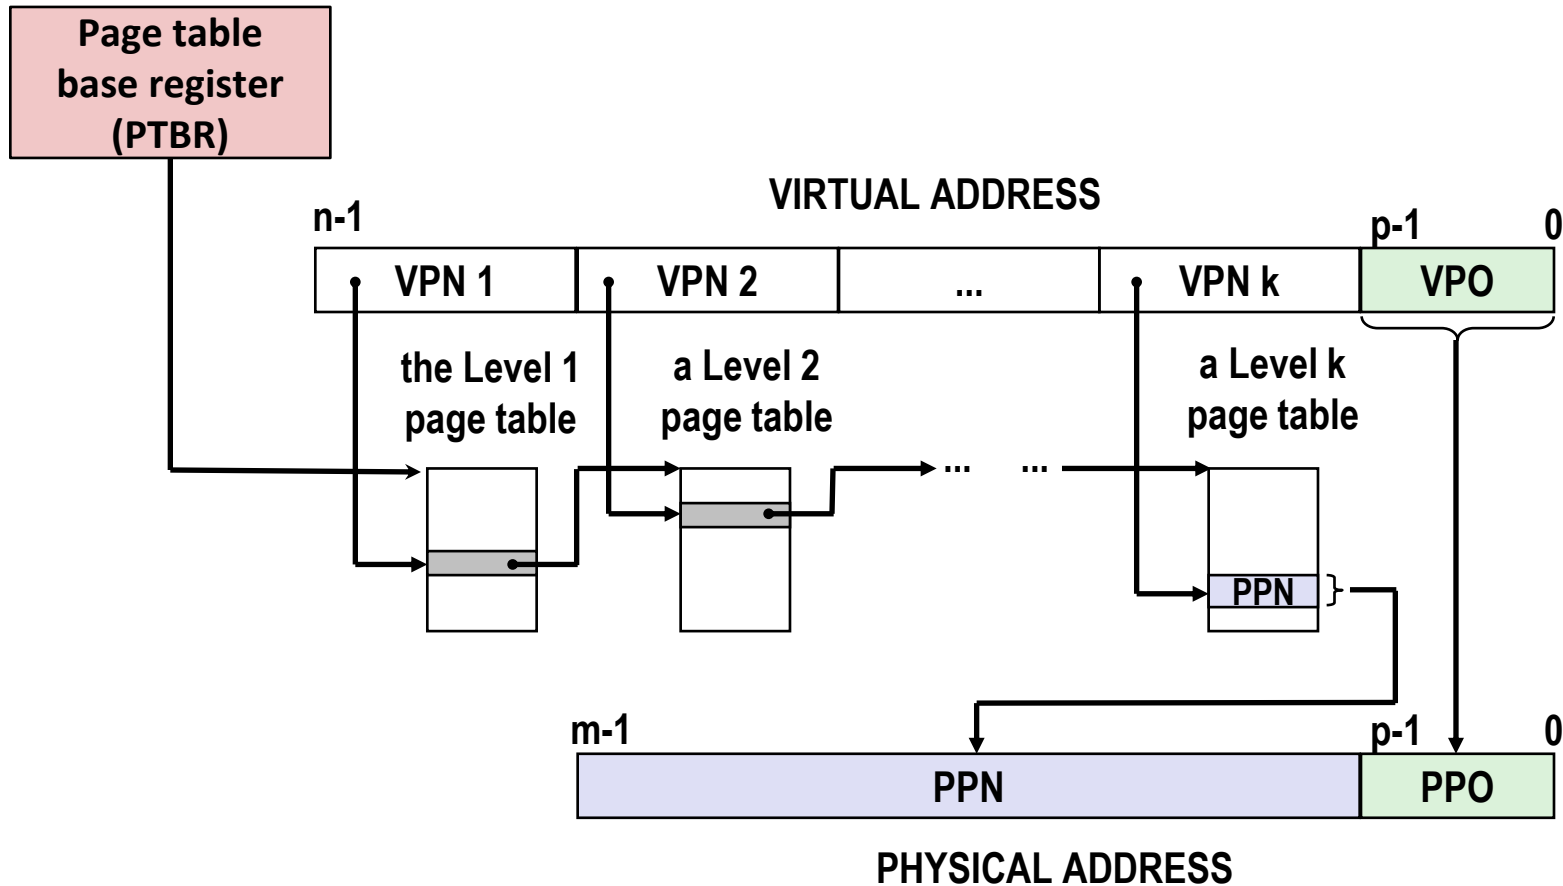 Page table
base register
(PTBR)
VIRTUAL ADDRESS
n-1
p-1
0
VPN 1
VPN 2
...
VPN k
VPO
the Level 1
page table
a Level 2
page table
a Level k
page table
... ...
PPN
m-1
p-1
0
PPN
PPO
PHYSICAL ADDRESS